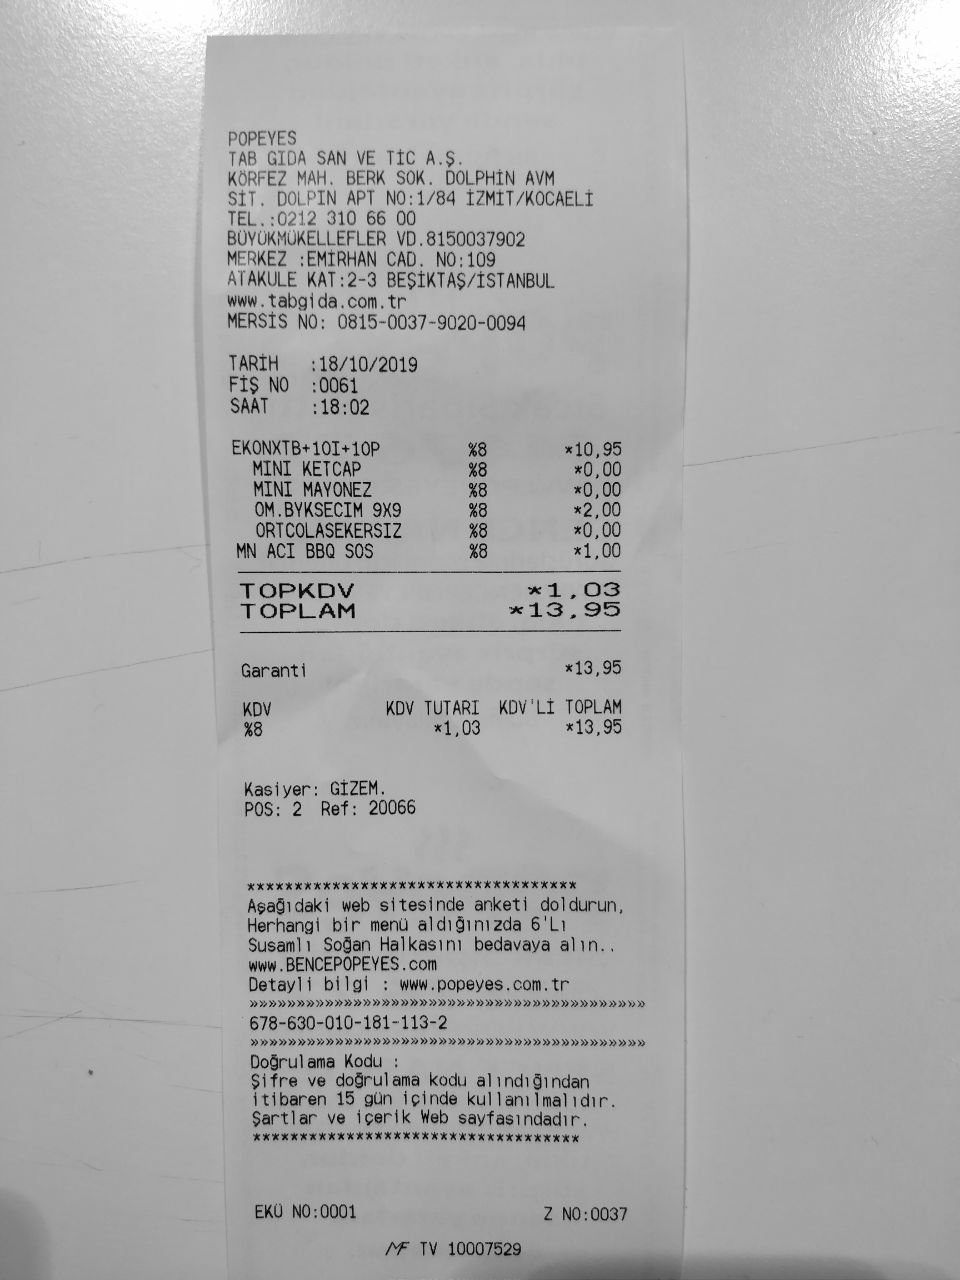 POPEYES
TAB GIDA SAN VE TİC A.Ş.
KÖRFEZ MAH. BERK SOK. DOLPHİN AVM
SİT. DOLPIN APT NO:1/84 İZMİT/KOCAELİ
TEL.:0212 310 66 00
BÜYÜKMÜKELLEFLER VD.8150037902
MERKEZ :EMİRHAN CAD. NO:109
ATAKULE KAT:2-3 BEŞİKTAŞ/İSTANBUL
www.tabgida.com.tr
MERSİS NO: 0815-0037-9020-0094
TARİH :18/10/2019
FİŞ NO :0061
SAAT :18:02
EKONXTB+10I+10P %8 *10,95
MINI KETCAP %8 *0,00
MINI MAYONEZ %8 *0,00
OM.BYKSECIM 9X9 %8 *2,00
ORTCOLASEKERSIZ %8 *0,00
MN ACI BBQ SOS %8 *1,00
TOPKDV *1,03
TOPLAM *13,95
Garanti *13,95
KDV KDV TUTARI KDV'Lİ TOPLAM
%8 *1,03 *13,95
Kasiyer: GİZEM.
POS: 2 Ref: 20066
***********************************
Aşağıdaki web sitesinde anketi doldurun,
Herhangi bir menü aldığınızda 6'Lı
Susamlı Soğan Halkasını bedavaya alın..
www.BENCEPOPEYES.com
Detayli bilgi : www.popeyes.com.tr
»»»»»»»»»»»»»»»»»»»»»»»»»»»»»»»»»»»»»»»»»»
678-630-010-181-113-2
»»»»»»»»»»»»»»»»»»»»»»»»»»»»»»»»»»»»»»»»»»
Doğrulama Kodu :
Şifre ve doğrulama kodu alındığından
itibaren 15 gün içinde kullanılmalıdır.
Şartlar ve içerik Web sayfasındadır.
***********************************
EKÜ NO:0001 Z NO:0037
MF TV 10007529